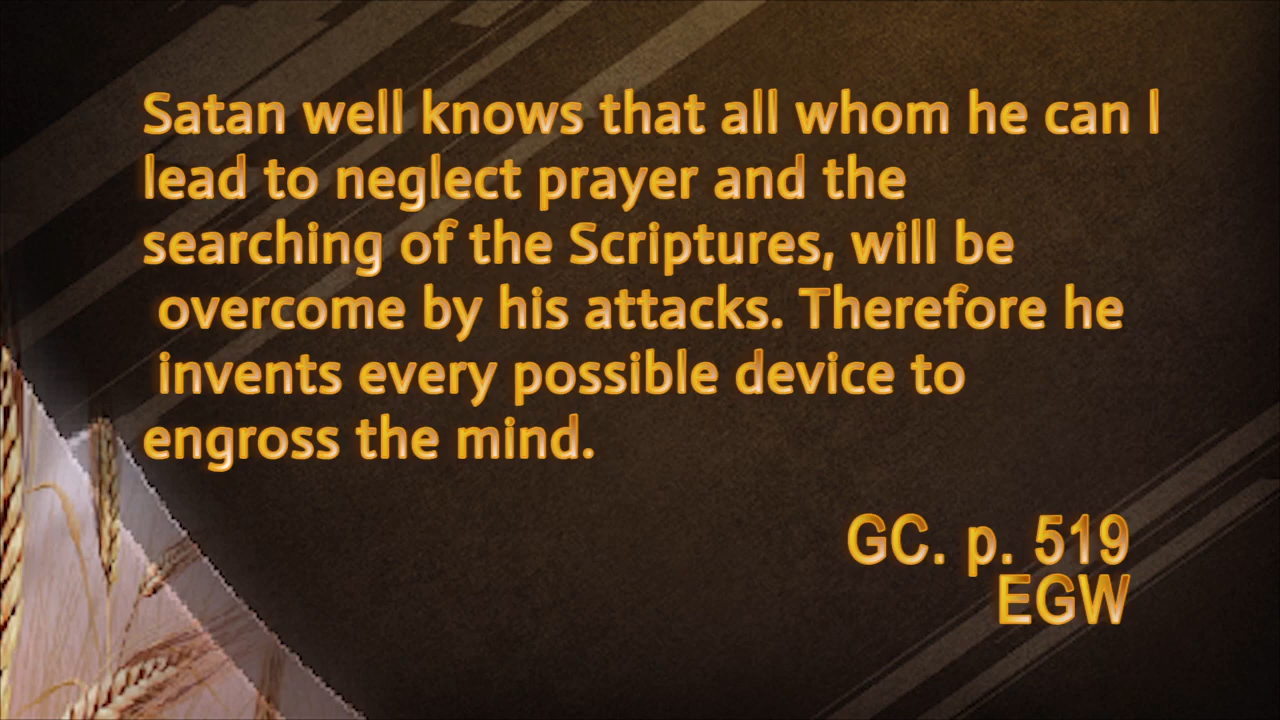 Satan well knows that all whom he can l
lead to neglect prayer and the
searching of the Scriptures, will be
overcome by his attacks. Therefore he
invents every possible device to
engross the mind.
GC. p. 519
EGW